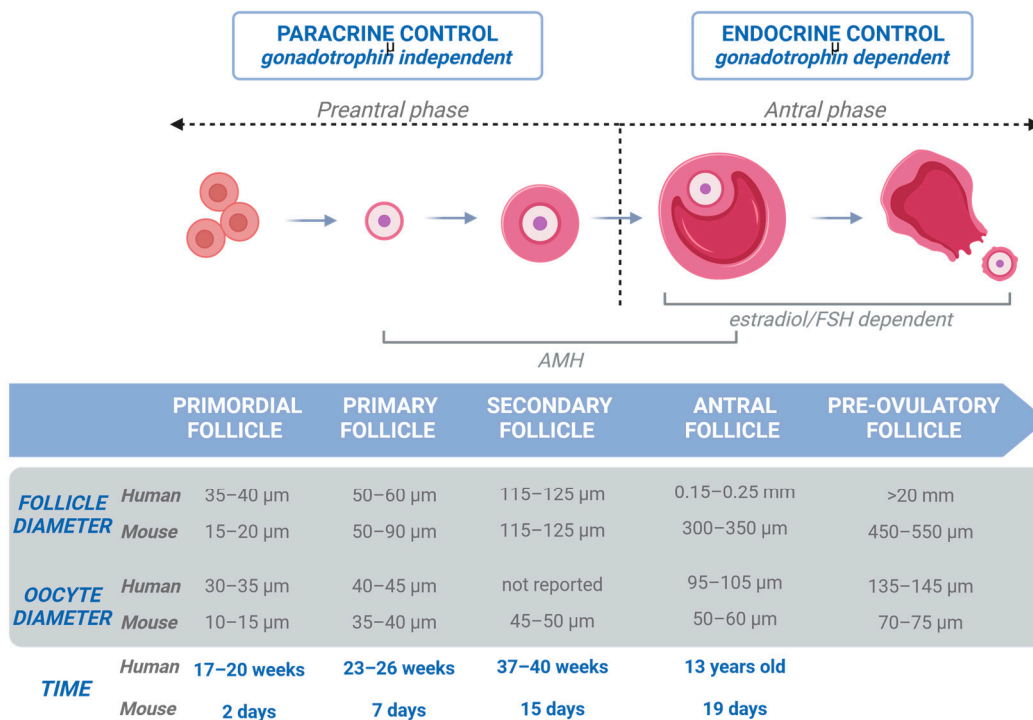 PARACRINE CONTROL
µ
gonadotrophin independent
ENDOCRINE CONTROL
µ
gonadotrophin dependent
Preantral phase
Antral phase
estradiol/FSH dependent
AMH
PRIMORDIAL FOLLICLE
PRIMARY FOLLICLE
SECONDARY FOLLICLE
ANTRAL FOLLICLE
PRE-OVULATORY FOLLICLE
FOLLICLE DIAMETER
Human 35–40 µm 50–60 µm 115–125 µm 0.15–0.25 mm >20 mm
Mouse 15–20 µm 50–90 µm 115–125 µm 300–350 µm 450–550 µm
OOCYTE DIAMETER
Human 30–35 µm 40–45 µm not reported 95–105 µm 135–145 µm
Mouse 10–15 µm 35–40 µm 45–50 µm 50–60 µm 70–75 µm
TIME
Human 17–20 weeks 23–26 weeks 37–40 weeks 13 years old
Mouse 2 days 7 days 15 days 19 days